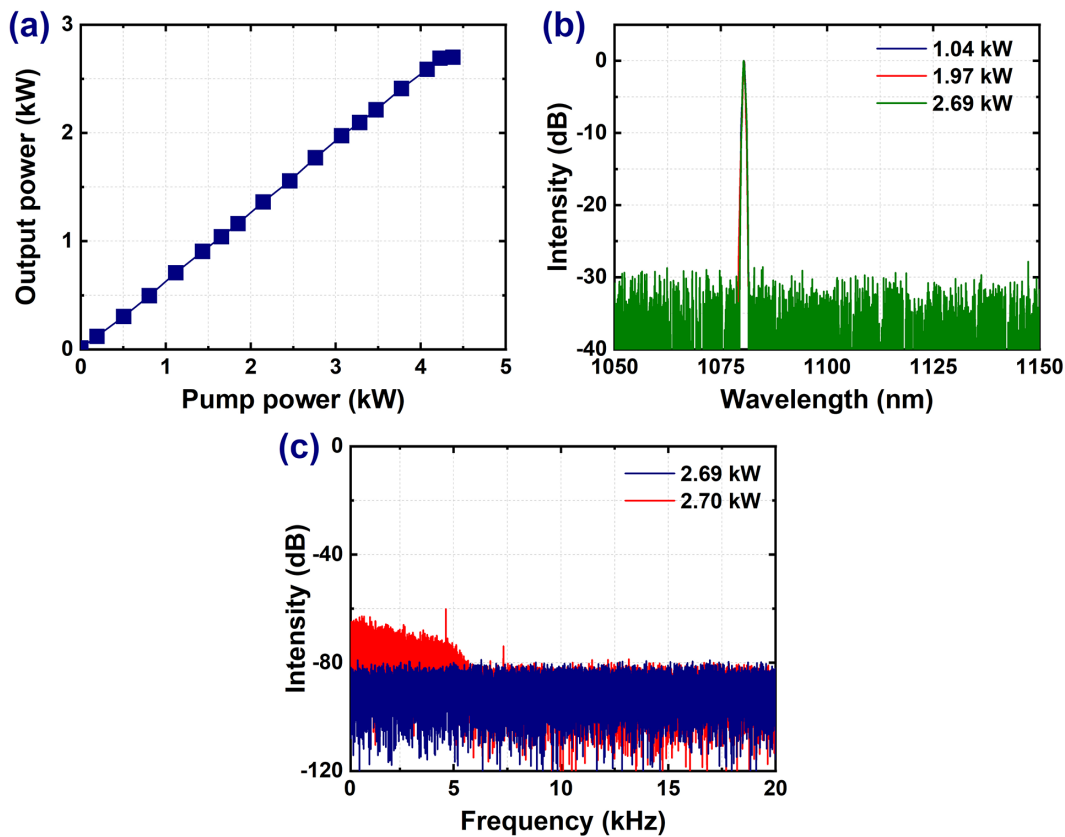 (a)
3
2
1
0
Output power (kW)
0 1 2 3 4 5
Pump power (kW)
(b)
1.04 kW
1.97 kW
2.69 kW
0
-10
-20
-30
-40
Intensity (dB)
1050 1075 1100 1125 1150
Wavelength (nm)
(c)
2.69 kW
2.70 kW
0
-40
-80
-120
Intensity (dB)
0 5 10 15 20
Frequency (kHz)